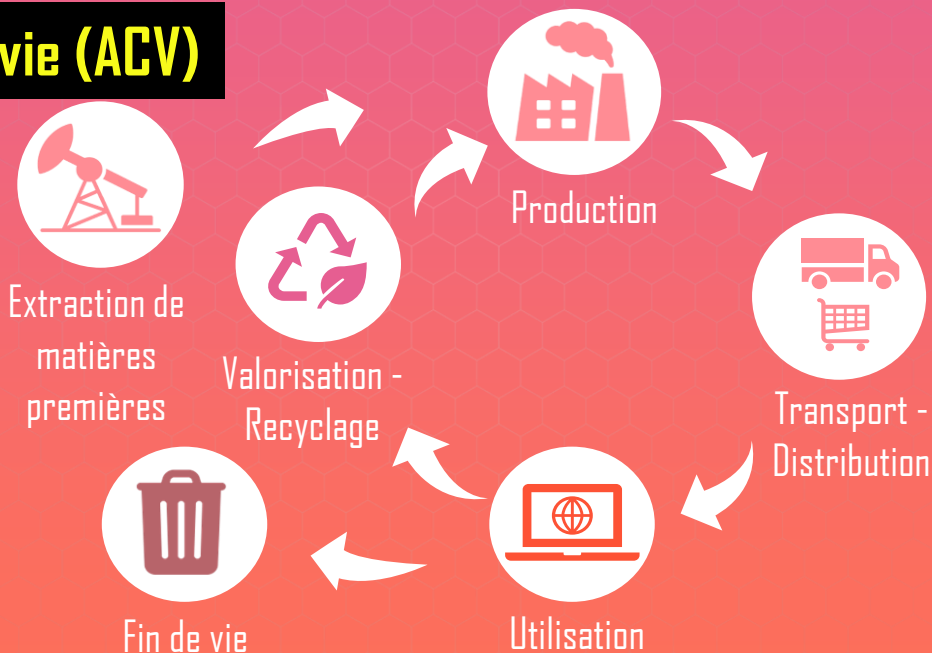 vie (ACV)
Production
Extraction de
matières
premières
Valorisation -
Recyclage
Transport -
Distribution
Fin de vie
Utilisation